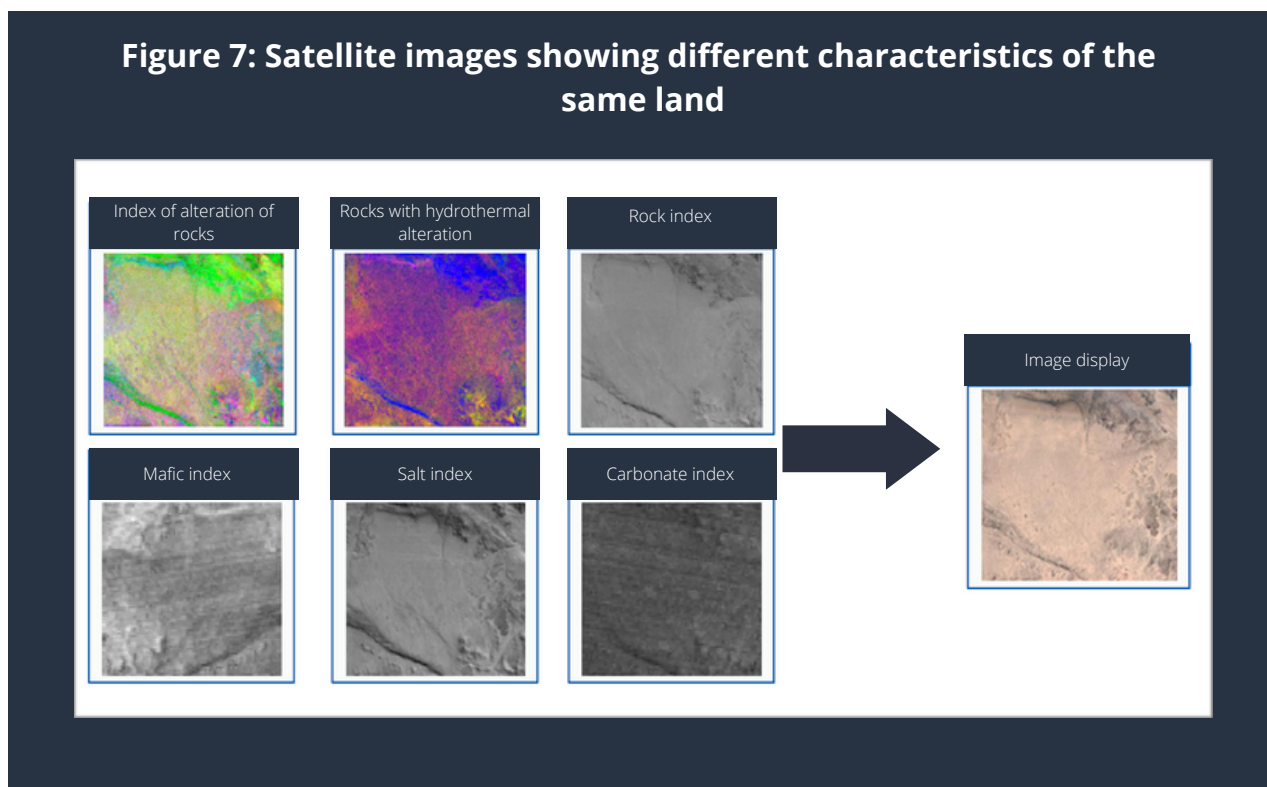 Figure 7: Satellite images showing different characteristics of the
same land
Index of alteration of
rocks
Rocks with hydrothermal
alteration
Rock index
Mafic index
Salt index
Carbonate index
Image display